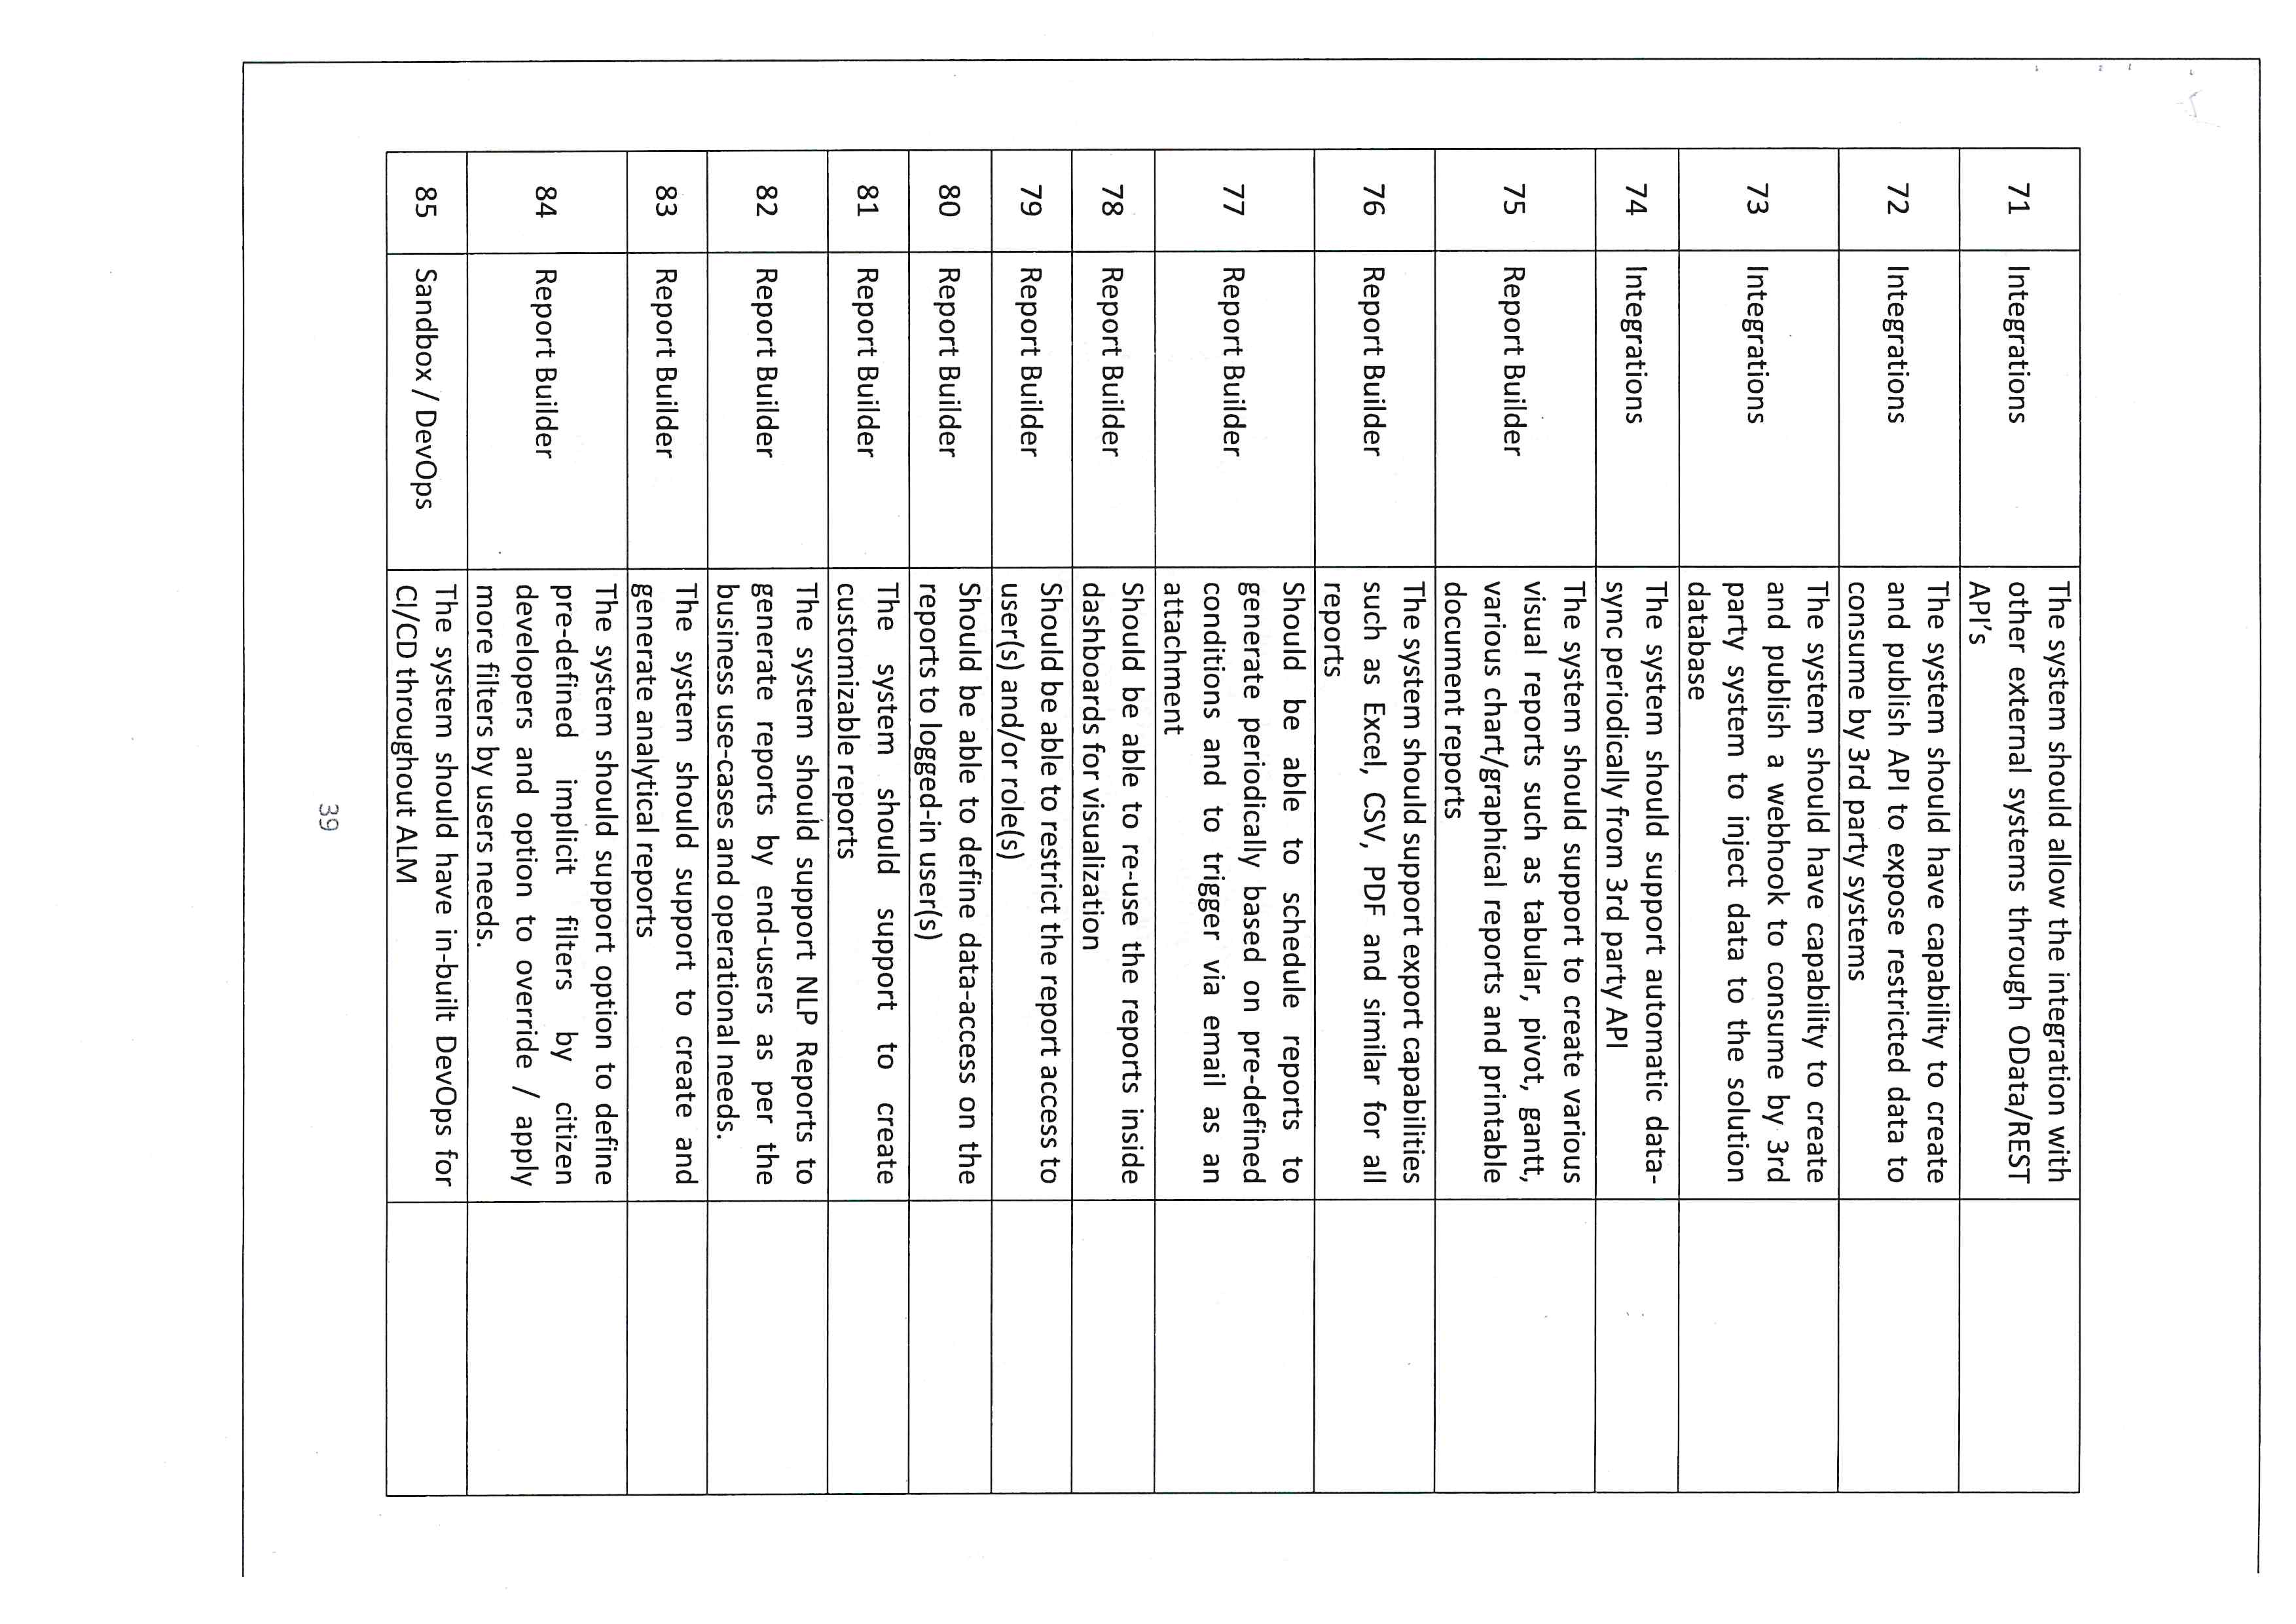 71 Integrations The system should allow the integration with
other external systems through OData/REST
API's
72 Integrations The system should have capability to create
and publish API to expose restricted data to
consume by 3rd party systems
73 Integrations The system should have capability to create
and publish a webhook to consume by 3rd
party system to inject data to the solution
database
74 Integrations The system should support automatic data-
sync periodically from 3rd party API
75 Report Builder The system should support to create various
visual reports such as tabular, pivot, gantt,
various chart/graphical reports and printable
document reports
76 Report Builder The system should support export capabilities
such as Excel, CSV, PDF and similar for all
reports
77 Report Builder Should be able to schedule reports to
generate periodically based on pre-defined
conditions and to trigger via email as an
attachment
78 Report Builder Should be able to re-use the reports inside
dashboards for visualization
79 Report Builder Should be able to restrict the report access to
user(s) and/or role(s)
80 Report Builder Should be able to define data-access on the
reports to logged-in user(s)
81 Report Builder The system should support to create
customizable reports
82 Report Builder The system should support NLP Reports to
generate reports by end-users as per the
business use-cases and operational needs.
83 Report Builder The system should support to create and
generate analytical reports
84 Report Builder The system should support option to define
pre-defined implicit filters by citizen
developers and option to override / apply
more filters by users needs.
85 Sandbox / DevOps The system should have in-built DevOps for
CI/CD throughout ALM
39